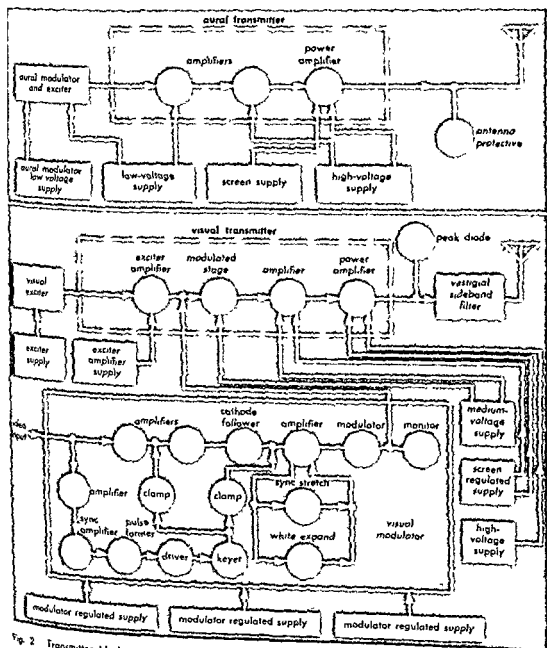 aural transmitter
amplifiers
power
amplifier
aural modulator
and exciter
antenna
protective
aural modulator
low voltage
supply
low-voltage
supply
screen supply
high-voltage
supply
visual transmitter
peak diode
exciter
amplifier
modulated
stage
amplifier
power
amplifier
visual
exciter
vestigial
sideband
filter
exciter supply
exciter
amplifier supply
medium-
voltage
supply
amplifiers
cathode
follower
amplifier
modulator
monitor
input
amplifier
clamp
clamp
sync stretch
screen
regulated
supply
sync
amplifier
pulse
former
driver
keyer
white expand
visual
modulator
high-
voltage
supply
modulator regulated supply
modulator regulated supply
modulator regulated supply
Fig. 2 Transmitter